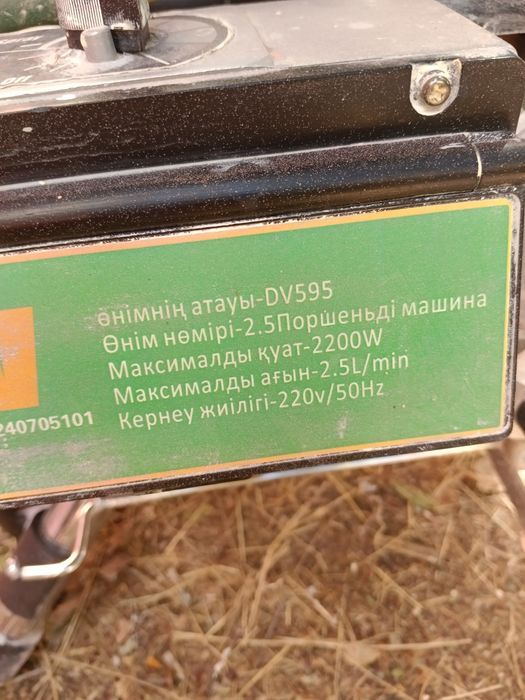 өнімнің атауы-DV595
Өнім нөмірі-2.5Поршеньді машина
Максималды қуат-2200W
Максималды ағын-2.5L/min
Кернеу жиілігі-220v/50Hz
240705101